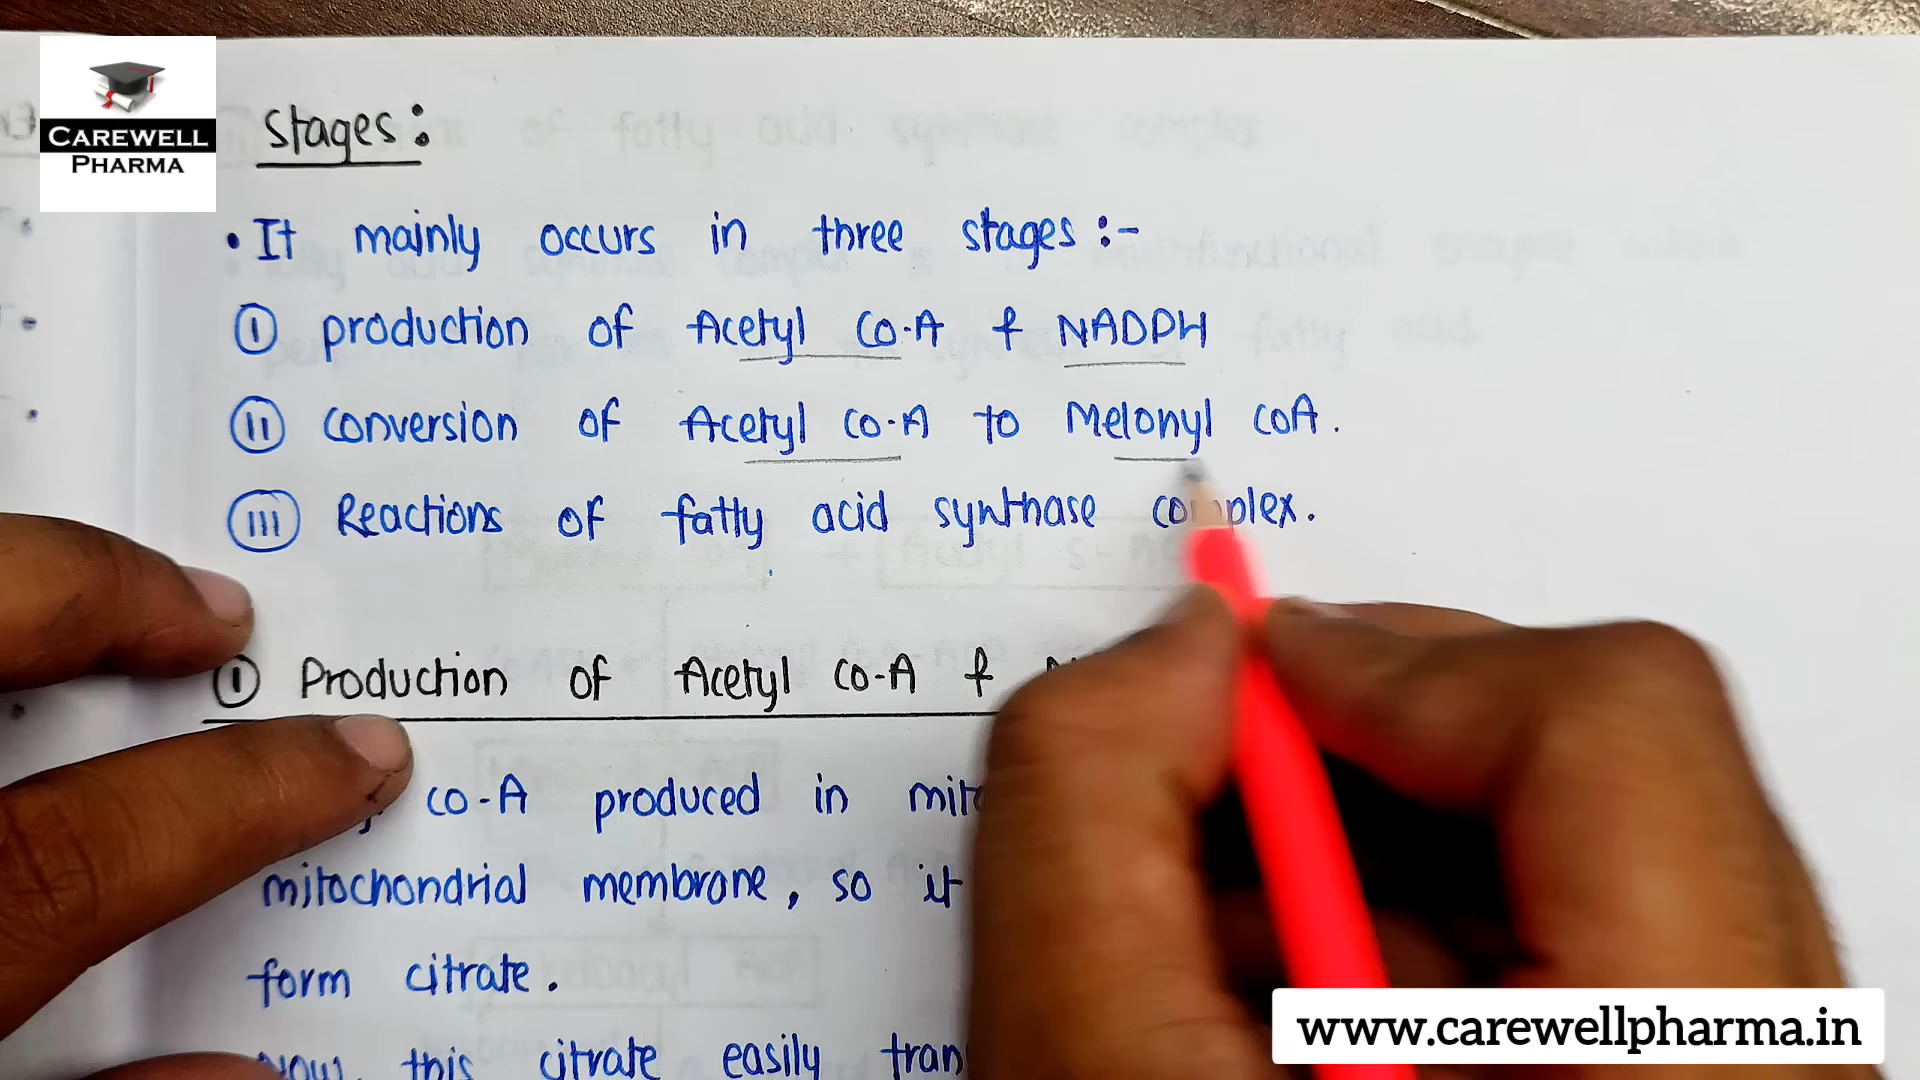 CAREWELL
PHARMA
Stages:
• It mainly occurs in three stages :-
(I) production of Acetyl Co-A & NADPH
(II) conversion of Acetyl Co-A to Melonyl CoA.
(III) Reactions of fatty acid synthase complex.
(1) Production of Acetyl Co-A &
Co-A produced in
mitochondrial membrane, so it
form citrate.
Now, this citrate easily
www.carewellpharma.in